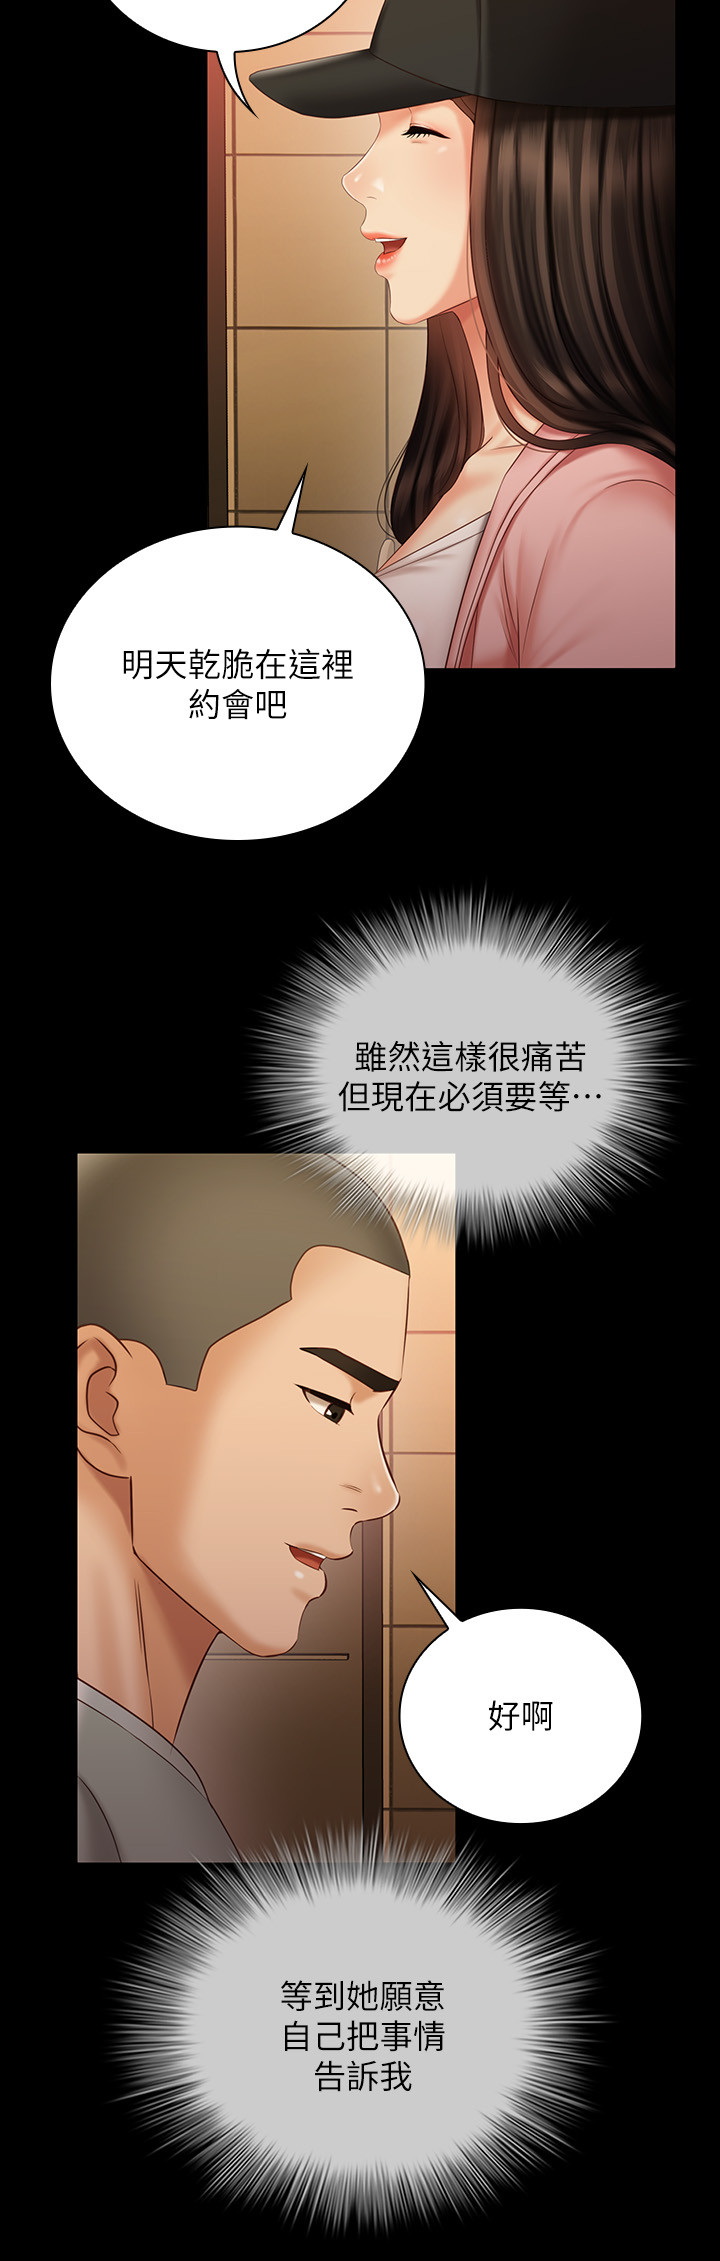 明天乾脆在這裡
約會吧
雖然這樣很痛苦
但現在必須要等…
好啊
等到她願意
自己把事情
告訴我